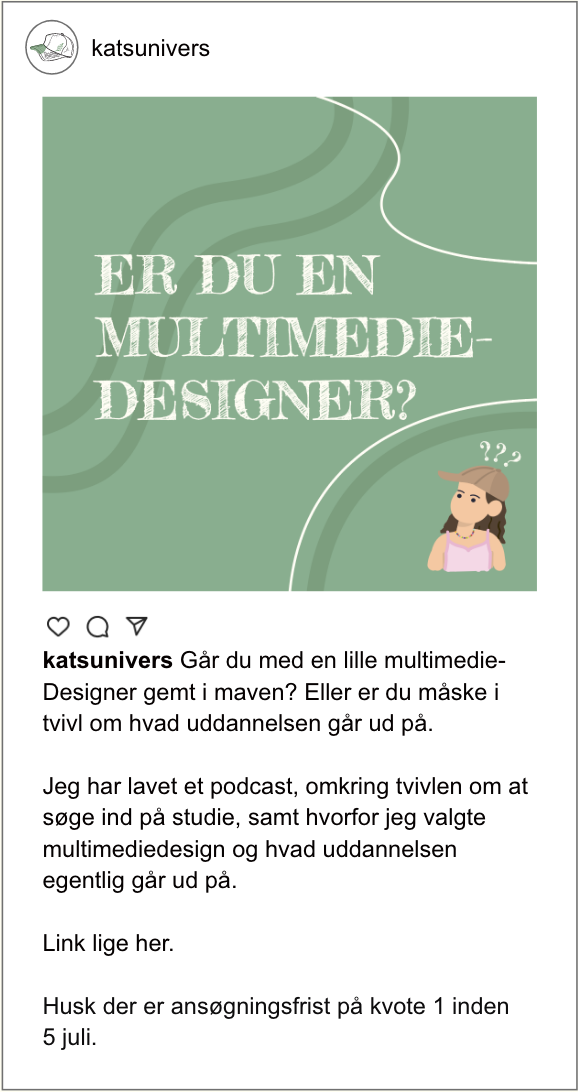 katsunivers
ER DU EN
MULTIMEDIE-
DESIGNER?
???
katsunivers Går du med en lille multimedie-
Designer gemt i maven? Eller er du måske i
tvivl om hvad uddannelsen går ud på.
Jeg har lavet et podcast, omkring tvivlen om at
søge ind på studie, samt hvorfor jeg valgte
multimediedesign og hvad uddannelsen
egentlig går ud på.
Link lige her.
Husk der er ansøgningsfrist på kvote 1 inden
5 juli.